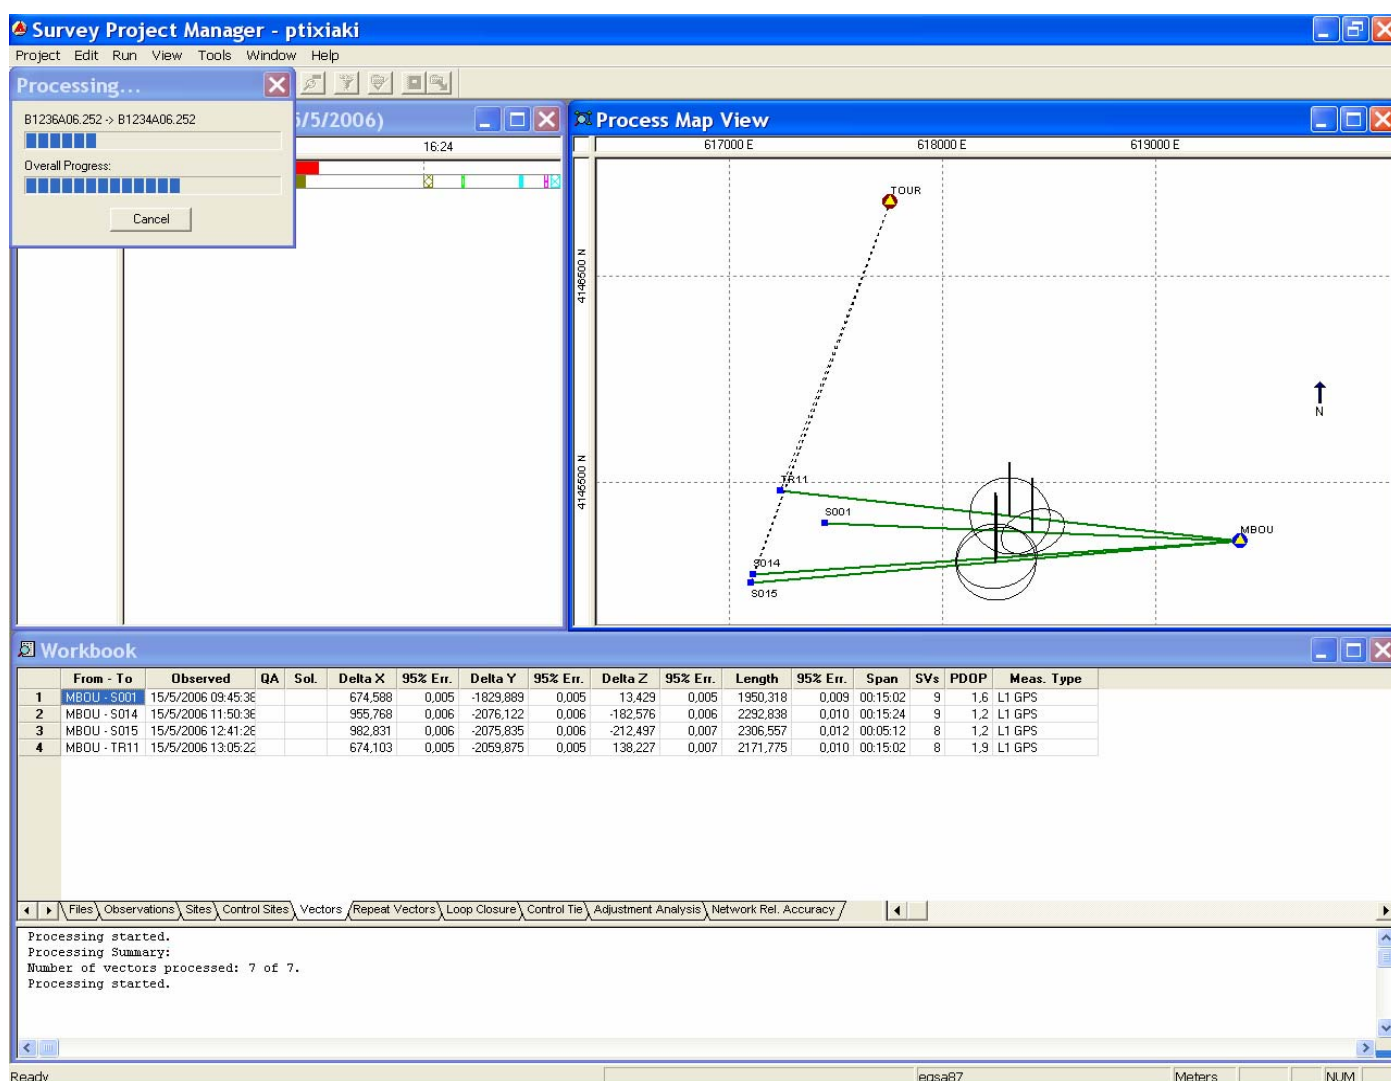 Survey Project Manager - ptixiaki
Project Edit Run View Tools Window Help
Processing...
B1236A06.252 -> B1234A06.252
Overall Progress:
Cancel
5/5/2006)
16:24
Process Map View
617000 E 618000 E 619000 E
4146500 N
4145500 N
TOUR
N
TR11
S001
MBOU
S014
S015
Workbook
From - To Observed QA Sol. Delta X 95% Err. Delta Y 95% Err. Delta Z 95% Err. Length 95% Err. Span SVs PDOP Meas. Type
1 MBOU - S001 15/5/2006 09:45:38 674,588 0,005 -1829,889 0,005 13,429 0,005 1950,318 0,009 00:15:02 9 1,6 L1 GPS
2 MBOU - S014 15/5/2006 11:50:36 955,768 0,006 -2076,122 0,006 -182,576 0,006 2292,838 0,010 00:15:24 9 1,2 L1 GPS
3 MBOU - S015 15/5/2006 12:41:26 982,831 0,006 -2075,835 0,006 -212,497 0,007 2306,557 0,012 00:05:12 8 1,2 L1 GPS
4 MBOU - TR11 15/5/2006 13:05:22 674,103 0,005 -2059,875 0,005 138,227 0,007 2171,775 0,010 00:15:02 8 1,9 L1 GPS
Files Observations Sites Control Sites Vectors Repeat Vectors Loop Closure Control Tie Adjustment Analysis Network Rel. Accuracy
Processing started.
Processing Summary:
Number of vectors processed: 7 of 7.
Processing started.
Ready egsa87 Meters NUM